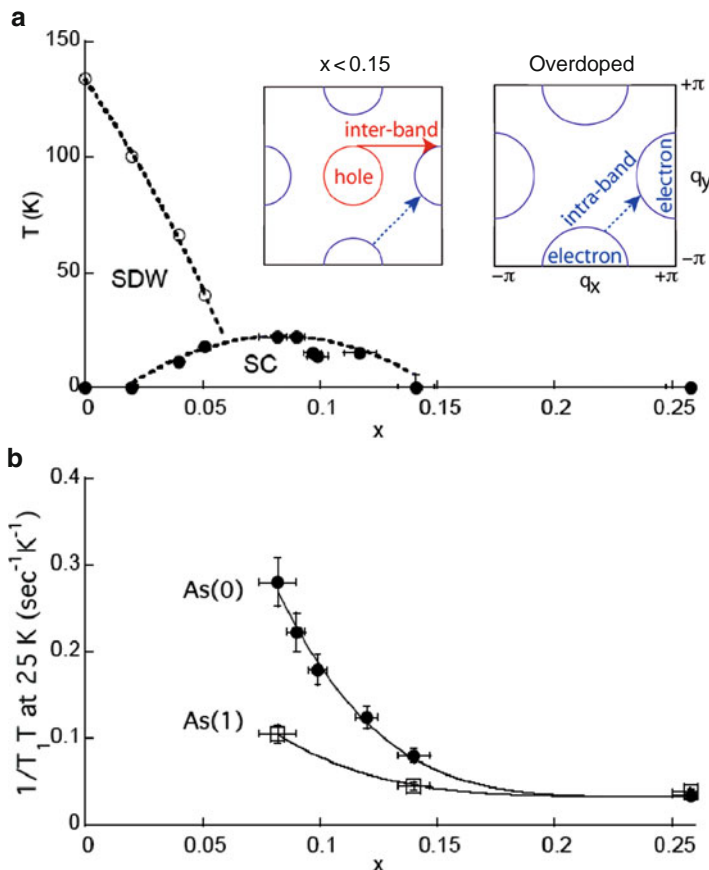 a
150
100
50
0
T (K)
SDW
SC
0
0.05
0.1
0.15
0.2
0.25
x
x < 0.15
inter-band
hole
Overdoped
+π
intra-band
electron
qy
electron
−π
−π
qx
+π
b
0.4
0.3
0.2
0.1
0
1/T1T at 25 K (sec-1K-1)
As(0)
As(1)
0
0.05
0.1
0.15
0.2
0.25
x